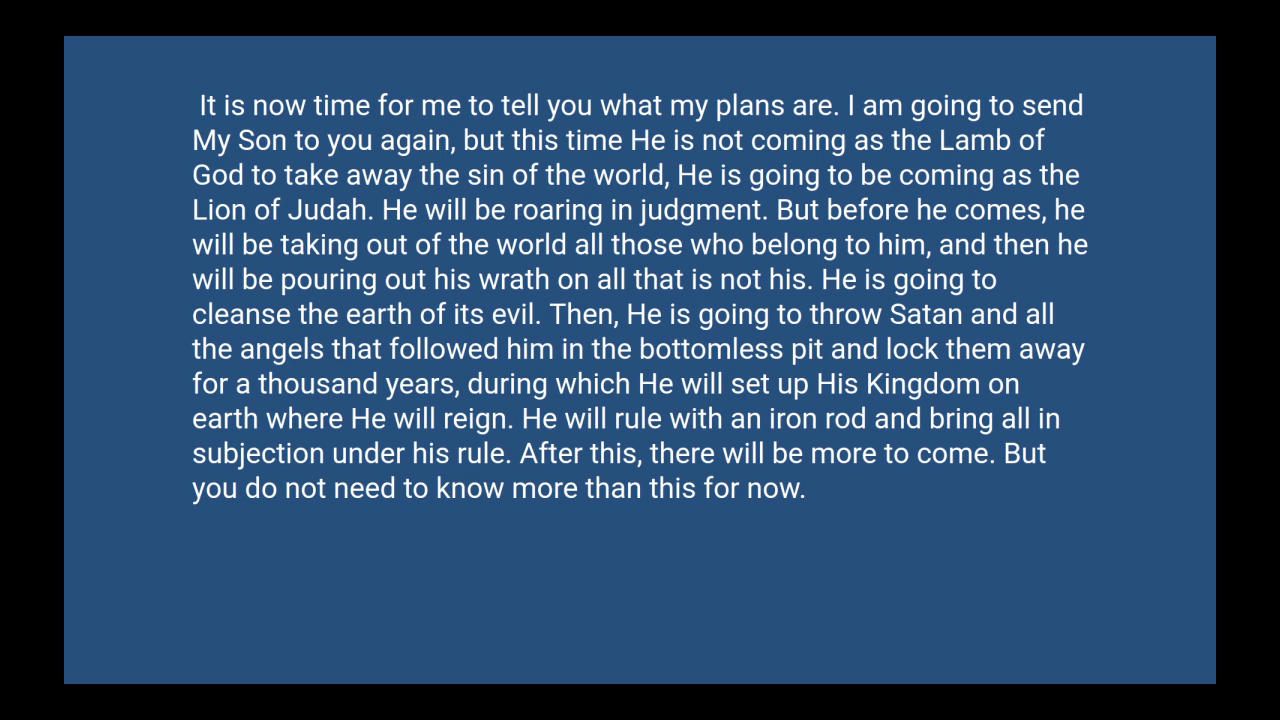 It is now time for me to tell you what my plans are. I am going to send
My Son to you again, but this time He is not coming as the Lamb of
God to take away the sin of the world, He is going to be coming as the
Lion of Judah. He will be roaring in judgment. But before he comes, he
will be taking out of the world all those who belong to him, and then he
will be pouring out his wrath on all that is not his. He is going to
cleanse the earth of its evil. Then, He is going to throw Satan and all
the angels that followed him in the bottomless pit and lock them away
for a thousand years, during which He will set up His Kingdom on
earth where He will reign. He will rule with an iron rod and bring all in
subjection under his rule. After this, there will be more to come. But
you do not need to know more than this for now.